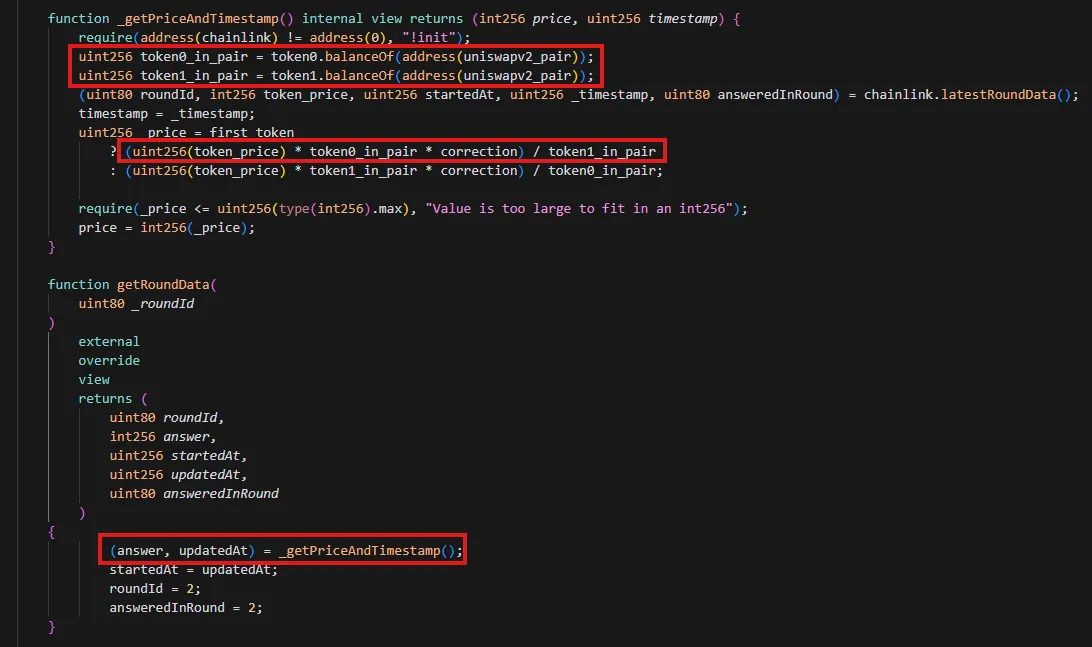 function _getPriceAndTimestamp() internal view returns (int256 price, uint256 timestamp) {
require(address(chainlink) != address(0), "!init");
uint256 token0_in_pair = token0.balanceOf(address(uniswapv2_pair));
uint256 token1_in_pair = token1.balanceOf(address(uniswapv2_pair));
(uint80 roundId, int256 token_price, uint256 startedAt, uint256 _timestamp, uint80 answeredInRound) = chainlink.latestRoundData();
timestamp = _timestamp;
uint256 _price = first_token
? (uint256(token_price) * token0_in_pair * correction) / token1_in_pair
: (uint256(token_price) * token1_in_pair * correction) / token0_in_pair;
require(_price <= uint256(type(int256).max), "Value is too large to fit in an int256");
price = int256(_price);
}
function getRoundData(
uint80 _roundId
)
external
override
view
returns (
uint80 roundId,
int256 answer,
uint256 startedAt,
uint256 updatedAt,
uint80 answeredInRound
)
{
(answer, updatedAt) = _getPriceAndTimestamp();
startedAt = updatedAt;
roundId = 2;
answeredInRound = 2;
}